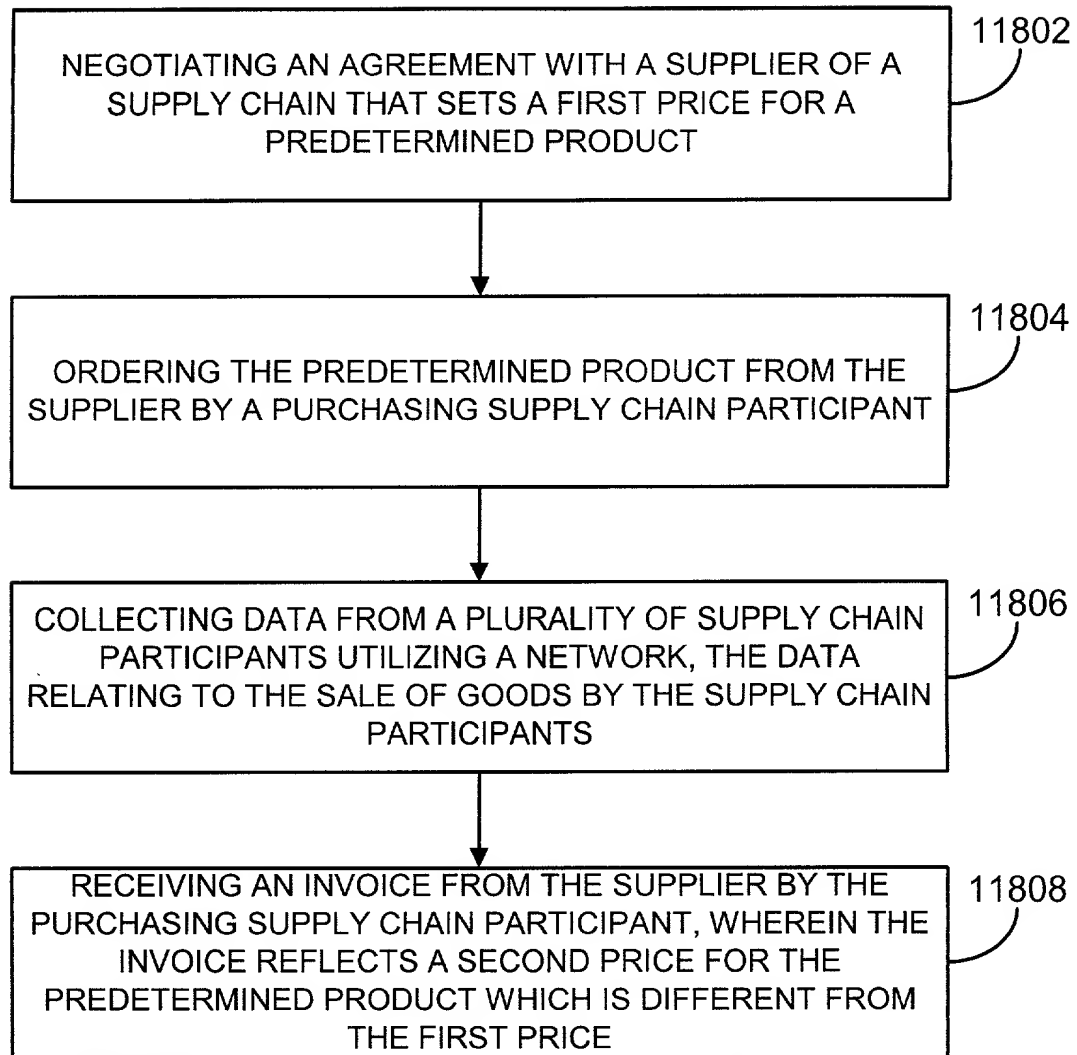 11802
NEGOTIATING AN AGREEMENT WITH A SUPPLIER OF A
SUPPLY CHAIN THAT SETS A FIRST PRICE FOR A
PREDETERMINED PRODUCT
11804
ORDERING THE PREDETERMINED PRODUCT FROM THE
SUPPLIER BY A PURCHASING SUPPLY CHAIN PARTICIPANT
11806
COLLECTING DATA FROM A PLURALITY OF SUPPLY CHAIN
PARTICIPANTS UTILIZING A NETWORK, THE DATA
RELATING TO THE SALE OF GOODS BY THE SUPPLY CHAIN
PARTICIPANTS
11808
RECEIVING AN INVOICE FROM THE SUPPLIER BY THE
PURCHASING SUPPLY CHAIN PARTICIPANT, WHEREIN THE
INVOICE REFLECTS A SECOND PRICE FOR THE
PREDETERMINED PRODUCT WHICH IS DIFFERENT FROM
THE FIRST PRICE